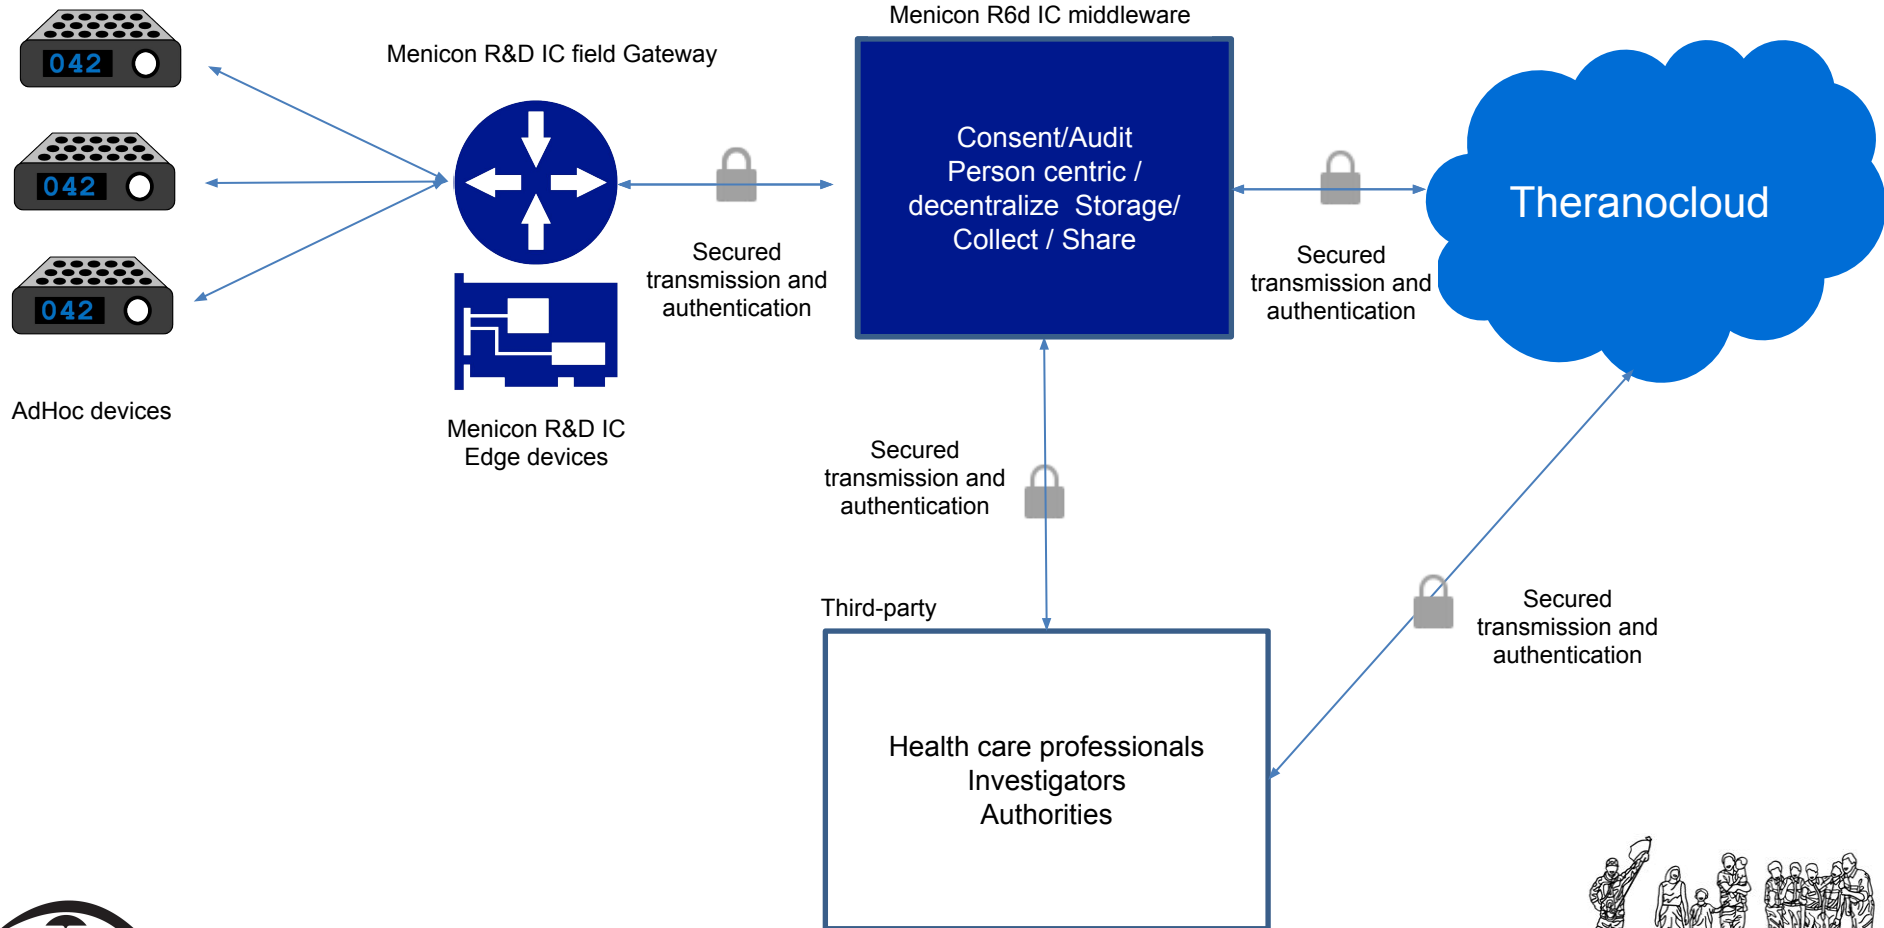 Menicon R6d IC middleware
Menicon R&D IC field Gateway
042
042
042
AdHoc devices
Menicon R&D IC
Edge devices
Secured
transmission and
authentication
Consent/Audit
Person centric /
decentralize  Storage/
Collect / Share
Secured
transmission and
authentication
Theranocloud
Secured
transmission and
authentication
Secured
transmission and
authentication
Third-party
Health care professionals
Investigators
Authorities